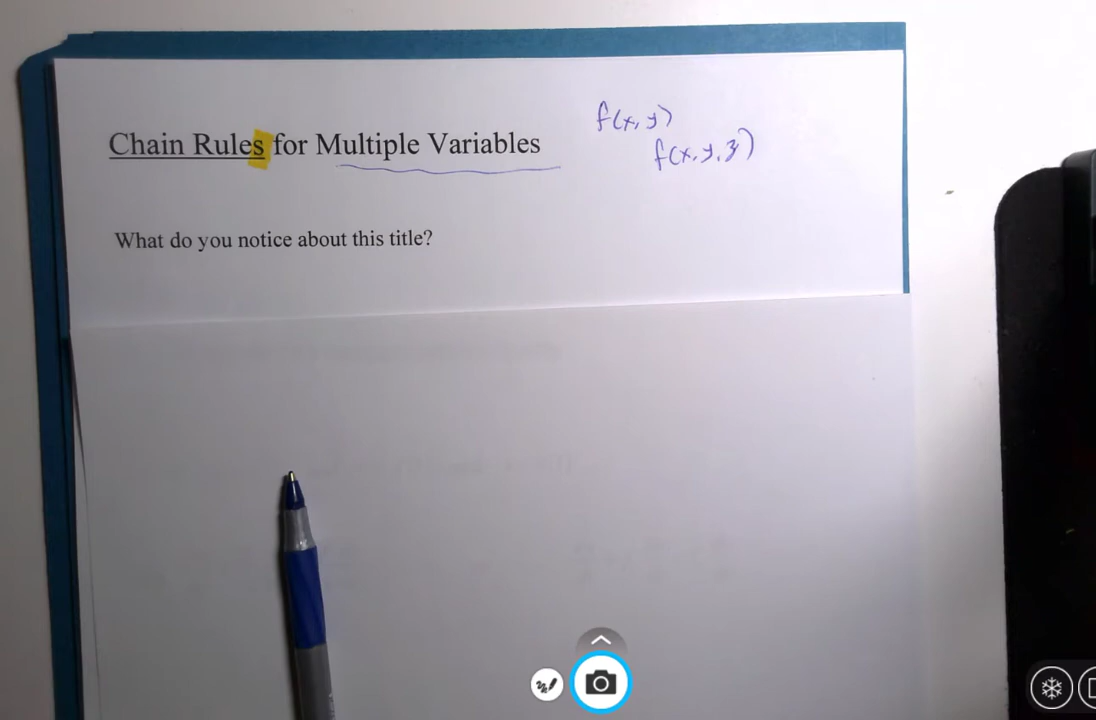 Chain Rules for Multiple Variables
f(x,y)
f(x,y,z)
What do you notice about this title?